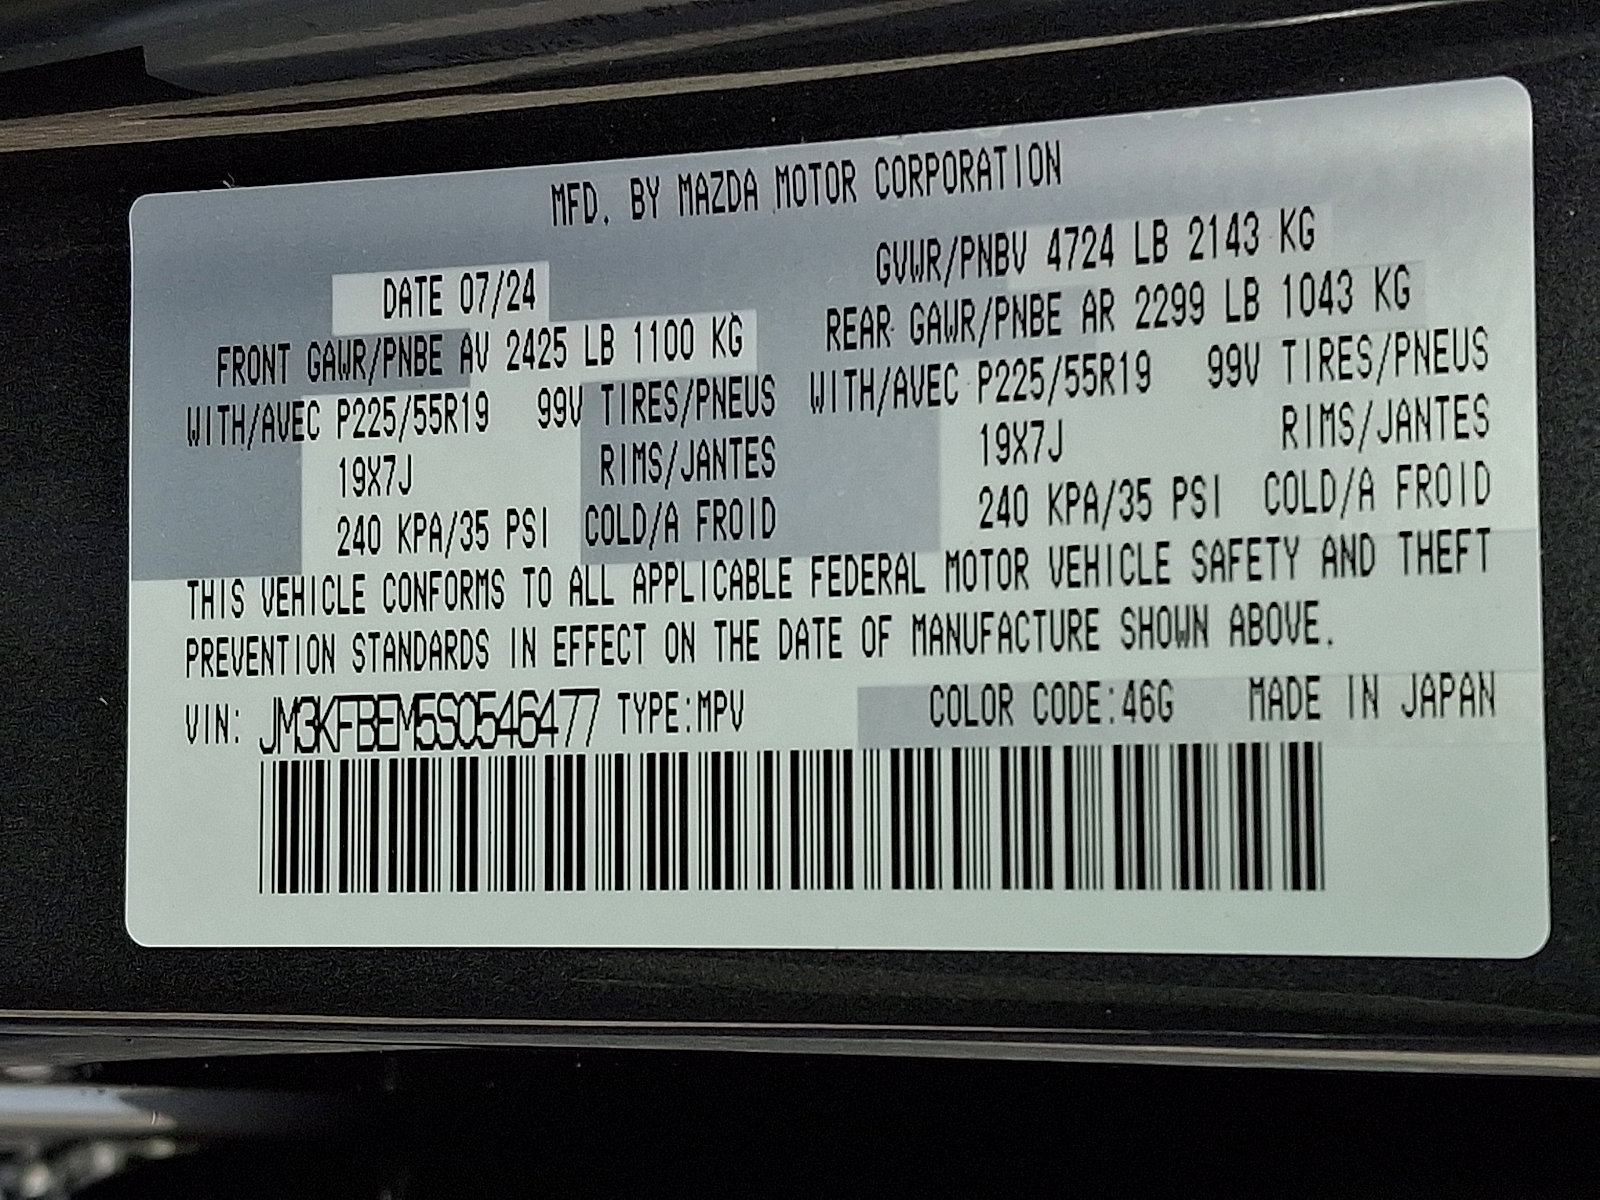 MFD. BY MAZDA MOTOR CORPORATION
DATE 07/24 GVWR/PNBV 4724 LB 2143 KG
FRONT GAWR/PNBE AV 2425 LB 1100 KG REAR GAWR/PNBE AR 2299 LB 1043 KG
WITH/AVEC P225/55R19 99V TIRES/PNEUS WITH/AVEC P225/55R19 99V TIRES/PNEUS
19X7J RIMS/JANTES 19X7J RIMS/JANTES
240 KPA/35 PSI COLD/A FROID 240 KPA/35 PSI COLD/A FROID
THIS VEHICLE CONFORMS TO ALL APPLICABLE FEDERAL MOTOR VEHICLE SAFETY AND THEFT
PREVENTION STANDARDS IN EFFECT ON THE DATE OF MANUFACTURE SHOWN ABOVE.
VIN: JM3KFBEM5S0546477 TYPE:MPV COLOR CODE:46G MADE IN JAPAN